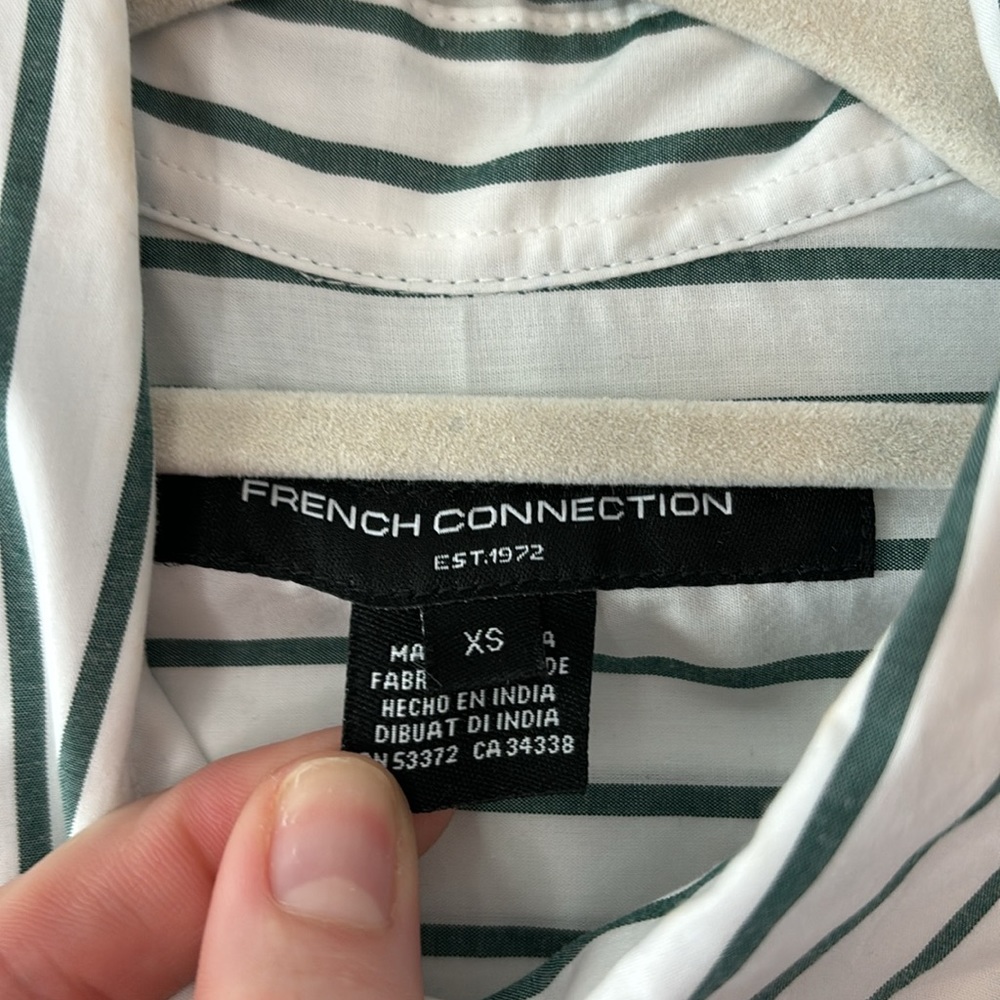 FRENCH CONNECTION
EST.1972
XS
HECHO EN INDIA
DIBUAT DI INDIA
53372 CA 34338